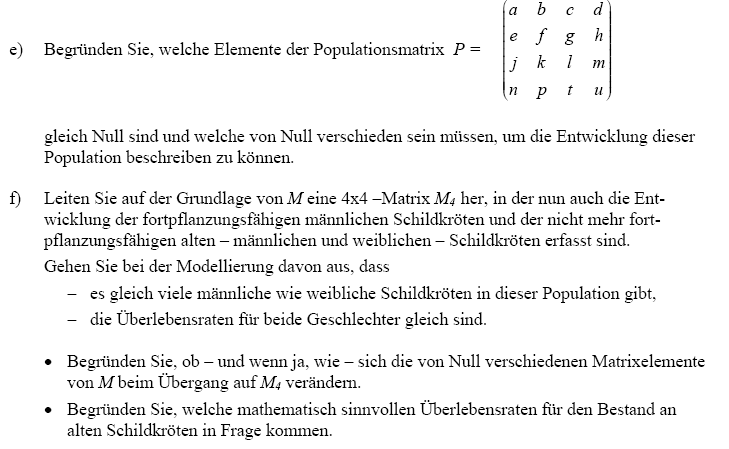 e) Begründen Sie, welche Elemente der Populationsmatrix P =
a b c d
e f g h
j k l m
n p t u
gleich Null sind und welche von Null verschieden sein müssen, um die Entwicklung dieser
Population beschreiben zu können.
f) Leiten Sie auf der Grundlage von M eine 4x4 –Matrix M4 her, in der nun auch die Ent-
wicklung der fortpflanzungsfähigen männlichen Schildkröten und der nicht mehr fort-
pflanzungsfähigen alten – männlichen und weiblichen – Schildkröten erfasst sind.
Gehen Sie bei der Modellierung davon aus, dass
– es gleich viele männliche wie weibliche Schildkröten in dieser Population gibt,
– die Überlebensraten für beide Geschlechter gleich sind.
• Begründen Sie, ob – und wenn ja, wie – sich die von Null verschiedenen Matrixelemente
von M beim Übergang auf M4 verändern.
• Begründen Sie, welche mathematisch sinnvollen Überlebensraten für den Bestand an
alten Schildkröten in Frage kommen.